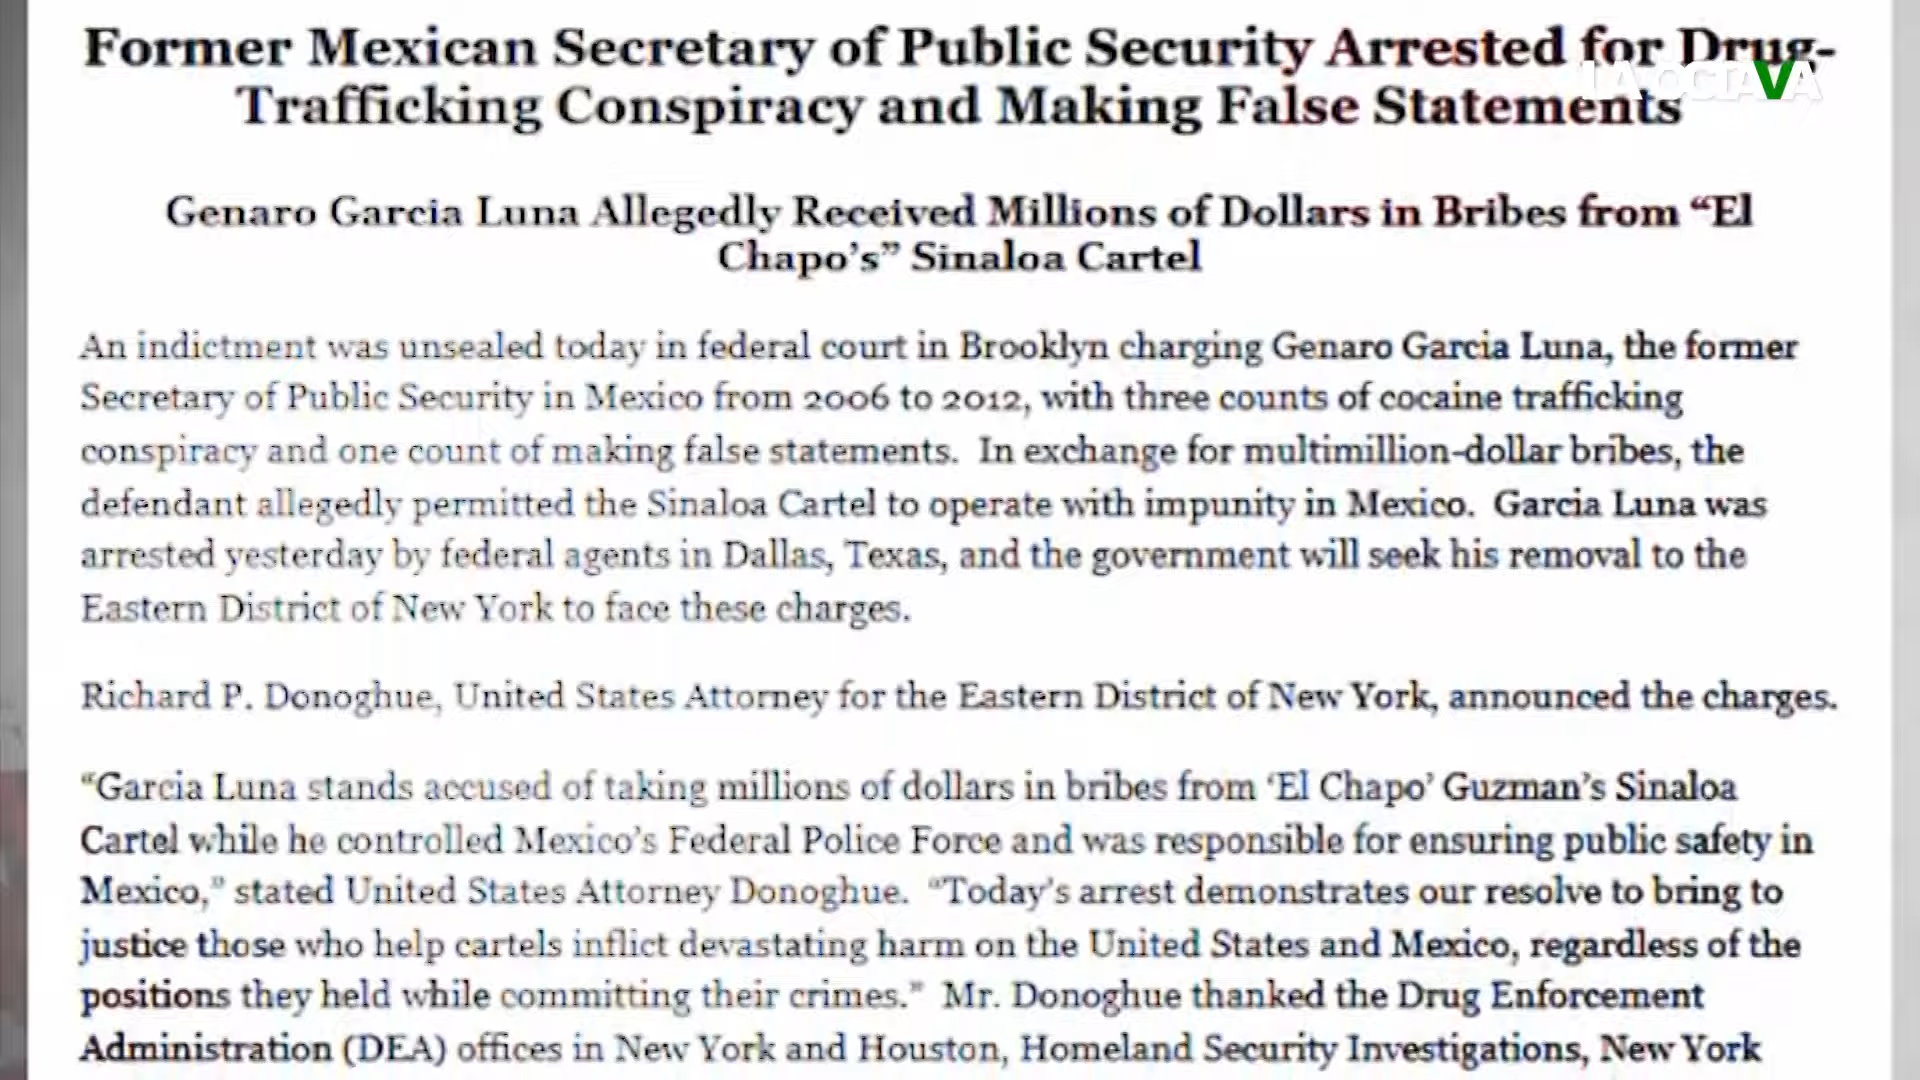 Former Mexican Secretary of Public Security Arrested for Drug-
LA OCTAVA
Trafficking Conspiracy and Making False Statements
Genaro Garcia Luna Allegedly Received Millions of Dollars in Bribes from “El
Chapo’s” Sinaloa Cartel
An indictment was unsealed today in federal court in Brooklyn charging Genaro Garcia Luna, the former
Secretary of Public Security in Mexico from 2006 to 2012, with three counts of cocaine trafficking
conspiracy and one count of making false statements.  In exchange for multimillion-dollar bribes, the
defendant allegedly permitted the Sinaloa Cartel to operate with impunity in Mexico.  Garcia Luna was
arrested yesterday by federal agents in Dallas, Texas, and the government will seek his removal to the
Eastern District of New York to face these charges.
Richard P. Donoghue, United States Attorney for the Eastern District of New York, announced the charges.
“Garcia Luna stands accused of taking millions of dollars in bribes from ‘El Chapo’ Guzman’s Sinaloa
Cartel while he controlled Mexico’s Federal Police Force and was responsible for ensuring public safety in
Mexico,” stated United States Attorney Donoghue.  “Today’s arrest demonstrates our resolve to bring to
justice those who help cartels inflict devastating harm on the United States and Mexico, regardless of the
positions they held while committing their crimes.”  Mr. Donoghue thanked the Drug Enforcement
Administration (DEA) offices in New York and Houston, Homeland Security Investigations, New York